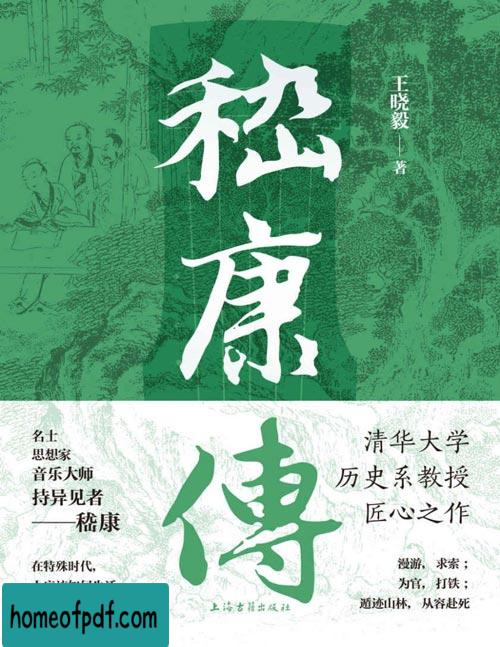 嵇康
傳
王晓毅——著
名士
思想家
音乐大师
持异见者
——嵇康
在特殊时代，
清华大学
历史系教授
匠心之作
漫游，求索；
为官，打铁；
遁迹山林，从容赴死
上海古籍出版社
homeofpdf.com